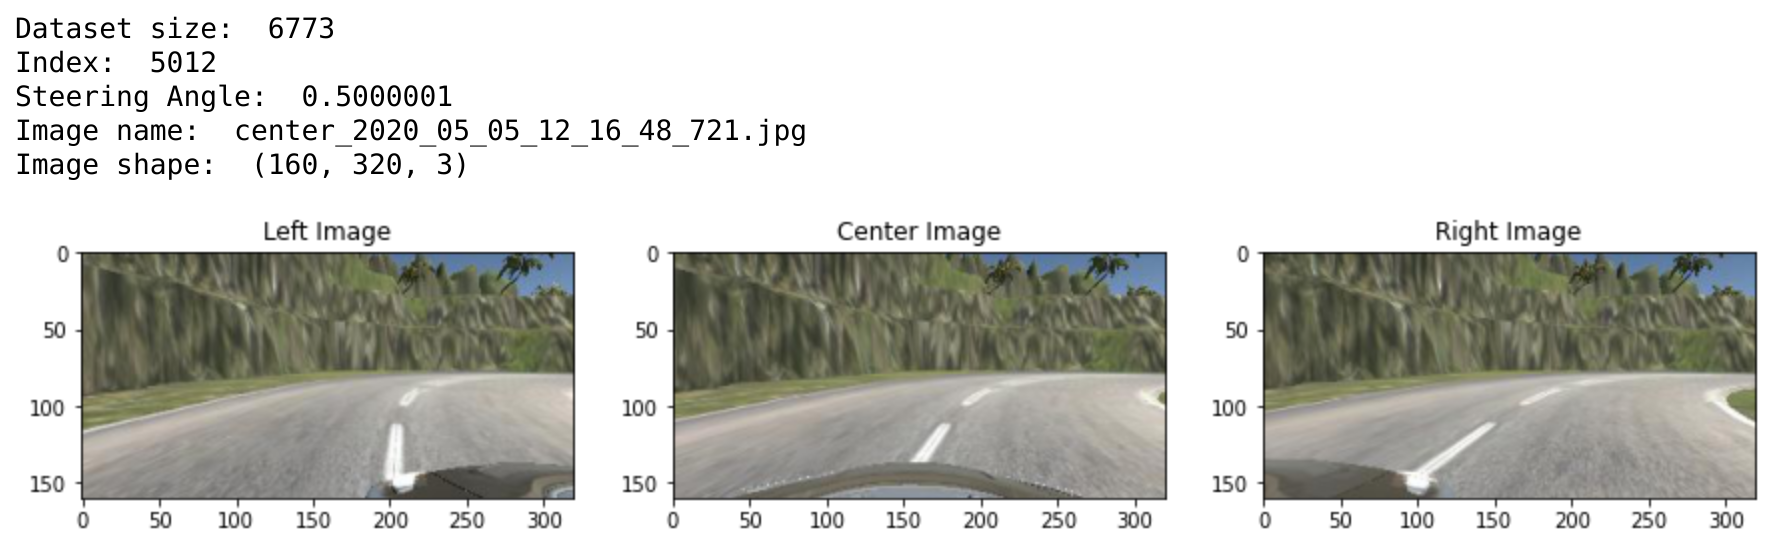 Dataset size:  6773
Index:  5012
Steering Angle:  0.5000001
Image name:  center_2020_05_05_12_16_48_721.jpg
Image shape:  (160, 320, 3)
Left Image
Center Image
Right Image
0
50
100
150
0 50 100 150 200 250 300
0
50
100
150
0 50 100 150 200 250 300
0
50
100
150
0 50 100 150 200 250 300